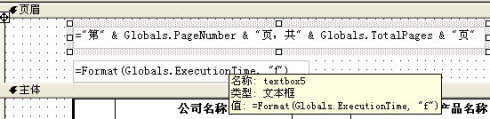 页眉
="第" & Globals.PageNumber & "页，共" & Globals.TotalPages & "页"
=Format(Globals.ExecutionTime, "f")
主体
名称: textbox5
类型: 文本框
值: =Format(Globals.ExecutionTime, "f")
公司名称
产品名称